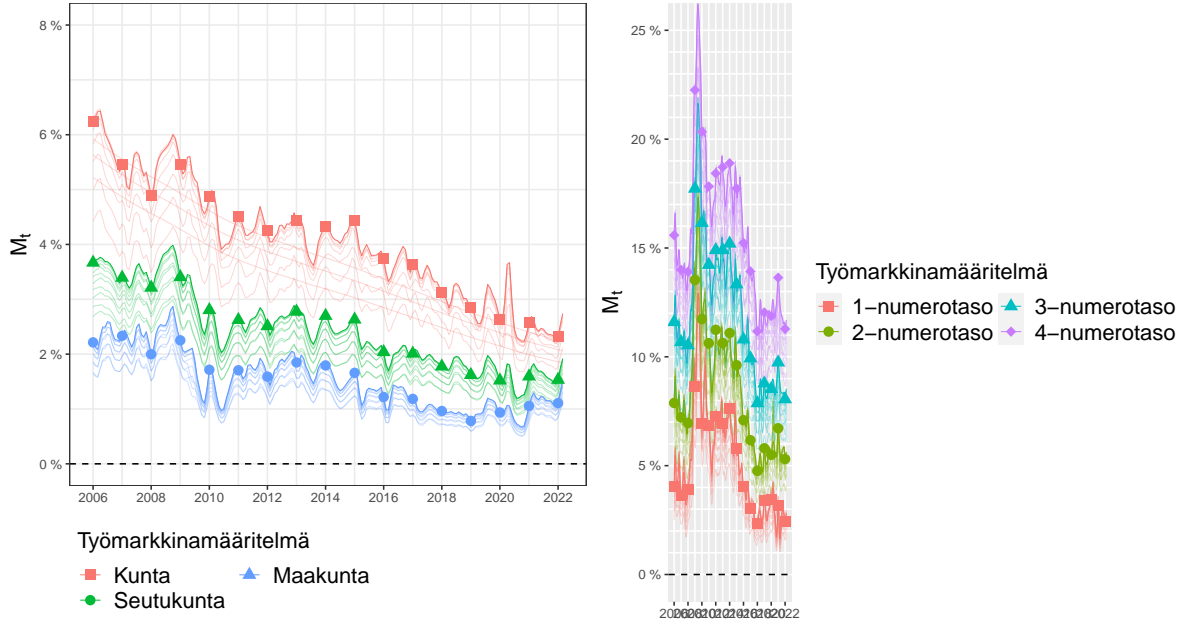 8 %
6 %
4 %
2 %
0 %
Mt
2006 2008 2010 2012 2014 2016 2018 2020 2022
Työmarkkinamääritelmä
Kunta Maakunta
Seutukunta
25 %
20 %
15 %
10 %
5 %
0 %
Mt
Työmarkkinamääritelmä
1−numerotaso 3−numerotaso
2−numerotaso 4−numerotaso